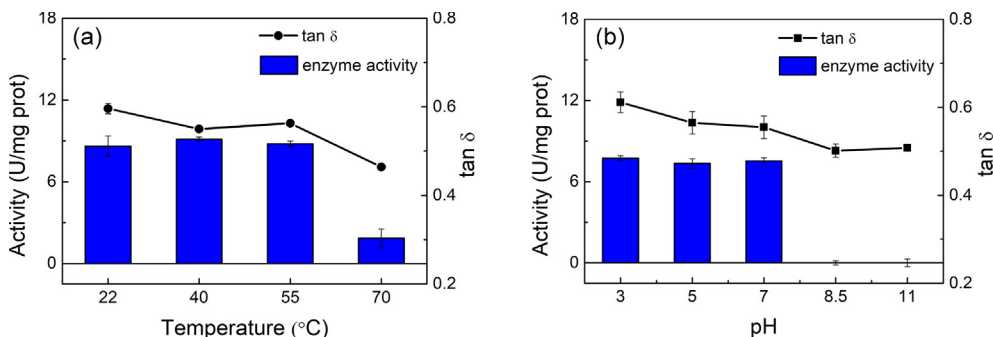 (a)
tan δ
enzyme activity
Activity (U/mg prot)
18
12
6
0
0.8
0.6
0.4
0.2
tan δ
22 40 55 70
Temperature (°C)
(b)
tan δ
enzyme activity
Activity (U/mg prot)
18
12
6
0
0.8
0.6
0.4
0.2
tan δ
3 5 7 8.5 11
pH